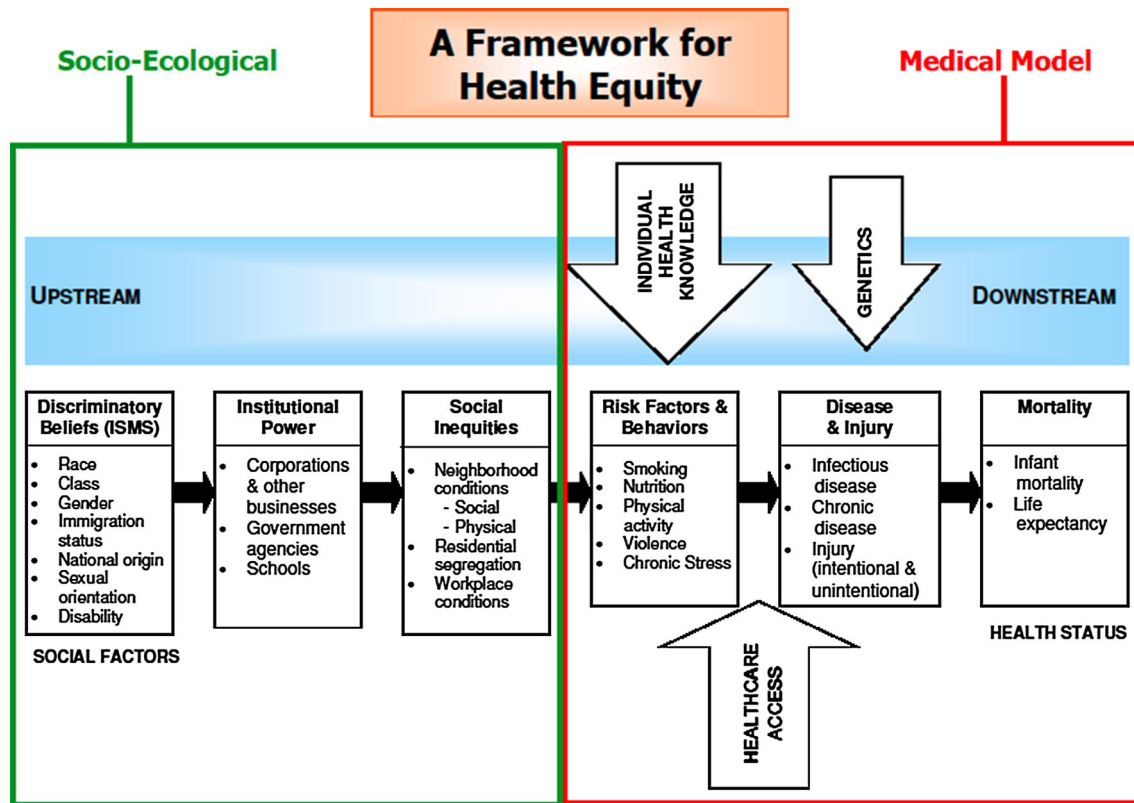 A Framework for
Health Equity
Socio-Ecological
Medical Model
INDIVIDUAL
HEALTH
KNOWLEDGE
GENETICS
UPSTREAM
DOWNSTREAM
Discriminatory
Beliefs (ISMS)
• Race
• Class
• Gender
• Immigration
status
• National origin
• Sexual
orientation
• Disability
Institutional
Power
• Corporations
& other
businesses
• Government
agencies
• Schools
Social
Inequities
• Neighborhood
conditions
- Social
- Physical
• Residential
segregation
• Workplace
conditions
Risk Factors &
Behaviors
• Smoking
• Nutrition
• Physical
activity
• Violence
• Chronic Stress
Disease
& Injury
• Infectious
disease
• Chronic
disease
• Injury
(intentional &
unintentional)
Mortality
• Infant
mortality
• Life
expectancy
SOCIAL FACTORS
HEALTH STATUS
HEALTHCARE
ACCESS